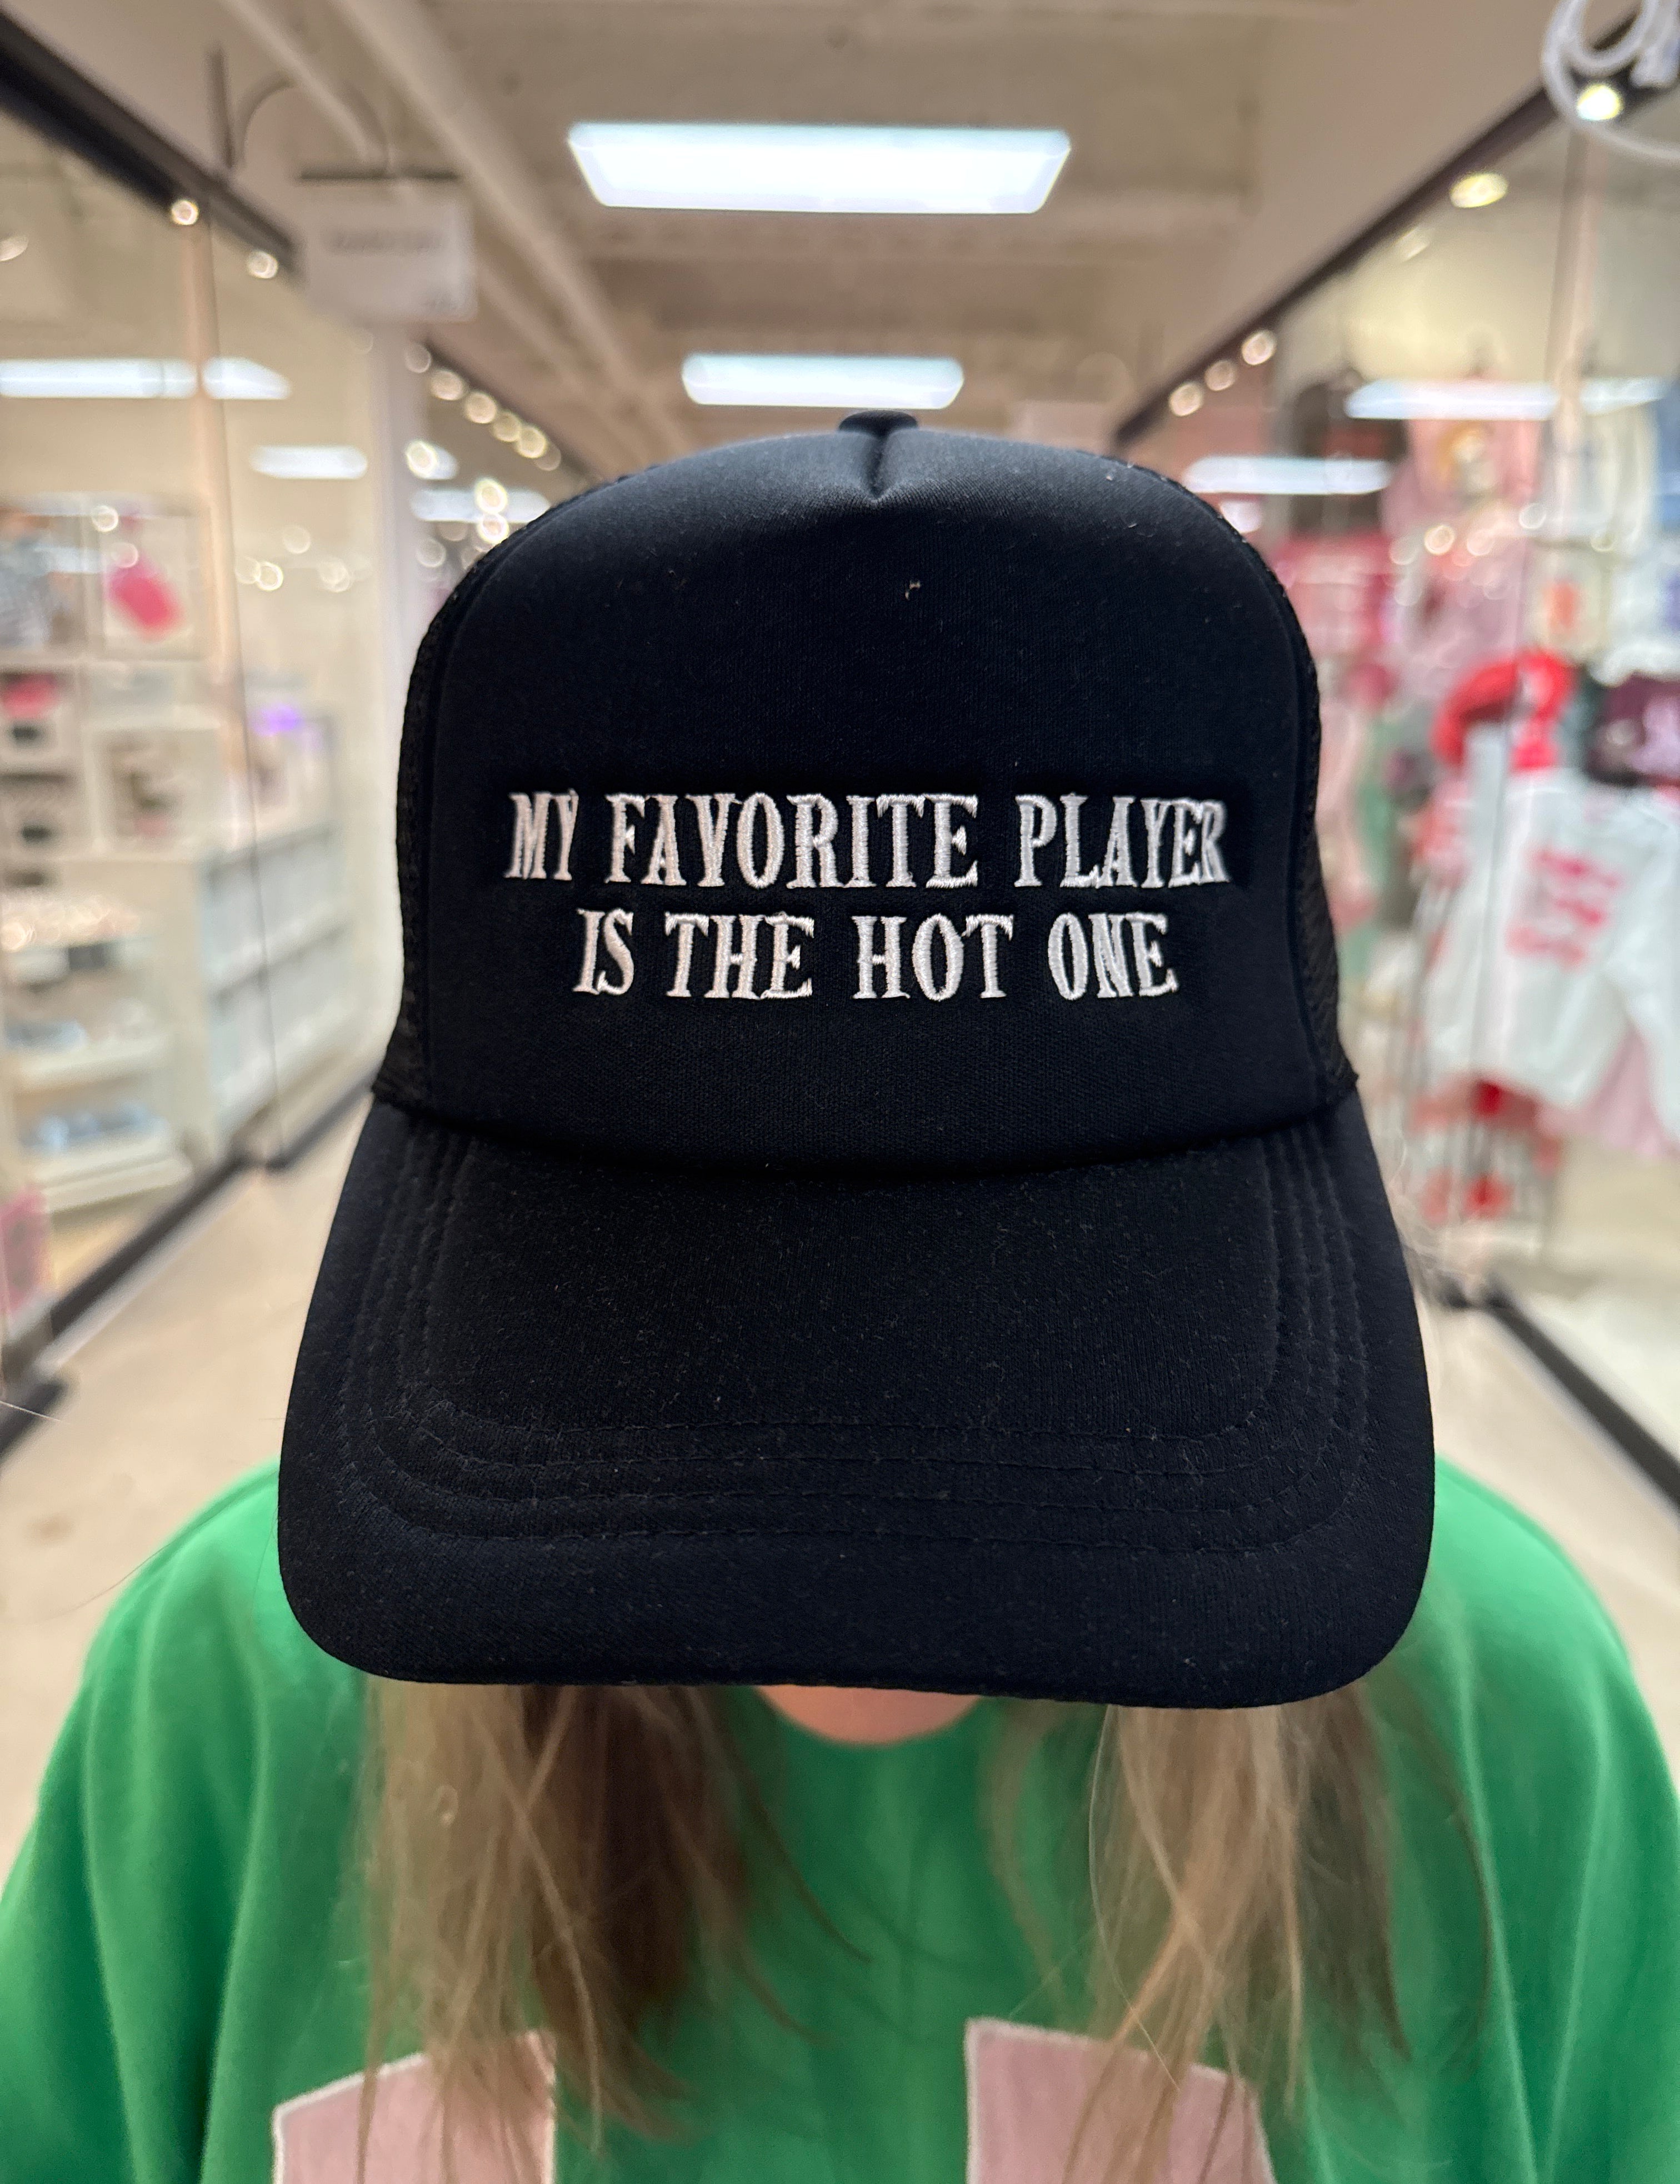 MY FAVORITE PLAYER
IS THE HOT ONE